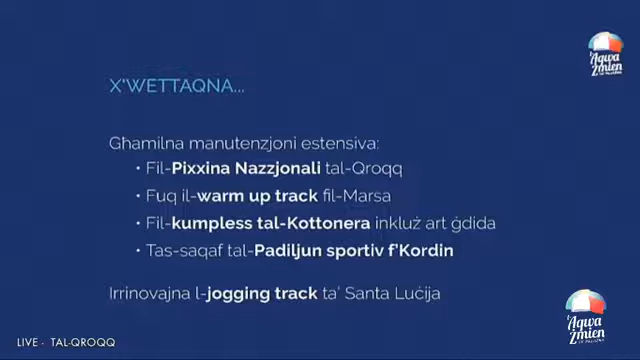 l-Aqwa
Żmien
X'WETTAQNA...
Għamilna manutenzjoni estensiva:
• Fil-Pixxina Nazzjonali tal-Qroqq
• Fuq il-warm up track fil-Marsa
• Fil-kumpless tal-Kottonera inkluż art ġdida
• Tas-saqaf tal-Padiljun sportiv f'Kordin
Irrinovajna l-jogging track ta' Santa Luċija
l-Aqwa
Żmien
LIVE - TAL-QROQQ